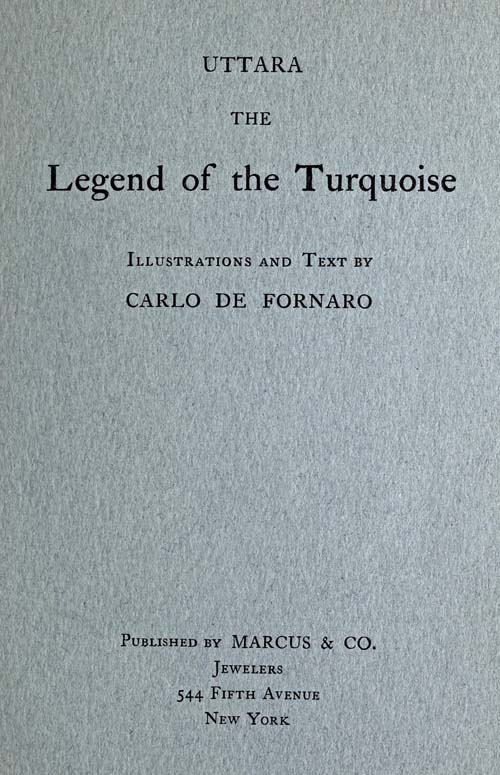 UTTARA
THE
Legend of the Turquoise
Illustrations and Text by
CARLO DE FORNARO
Published by MARCUS & CO.
Jewelers
544 Fifth Avenue
New York